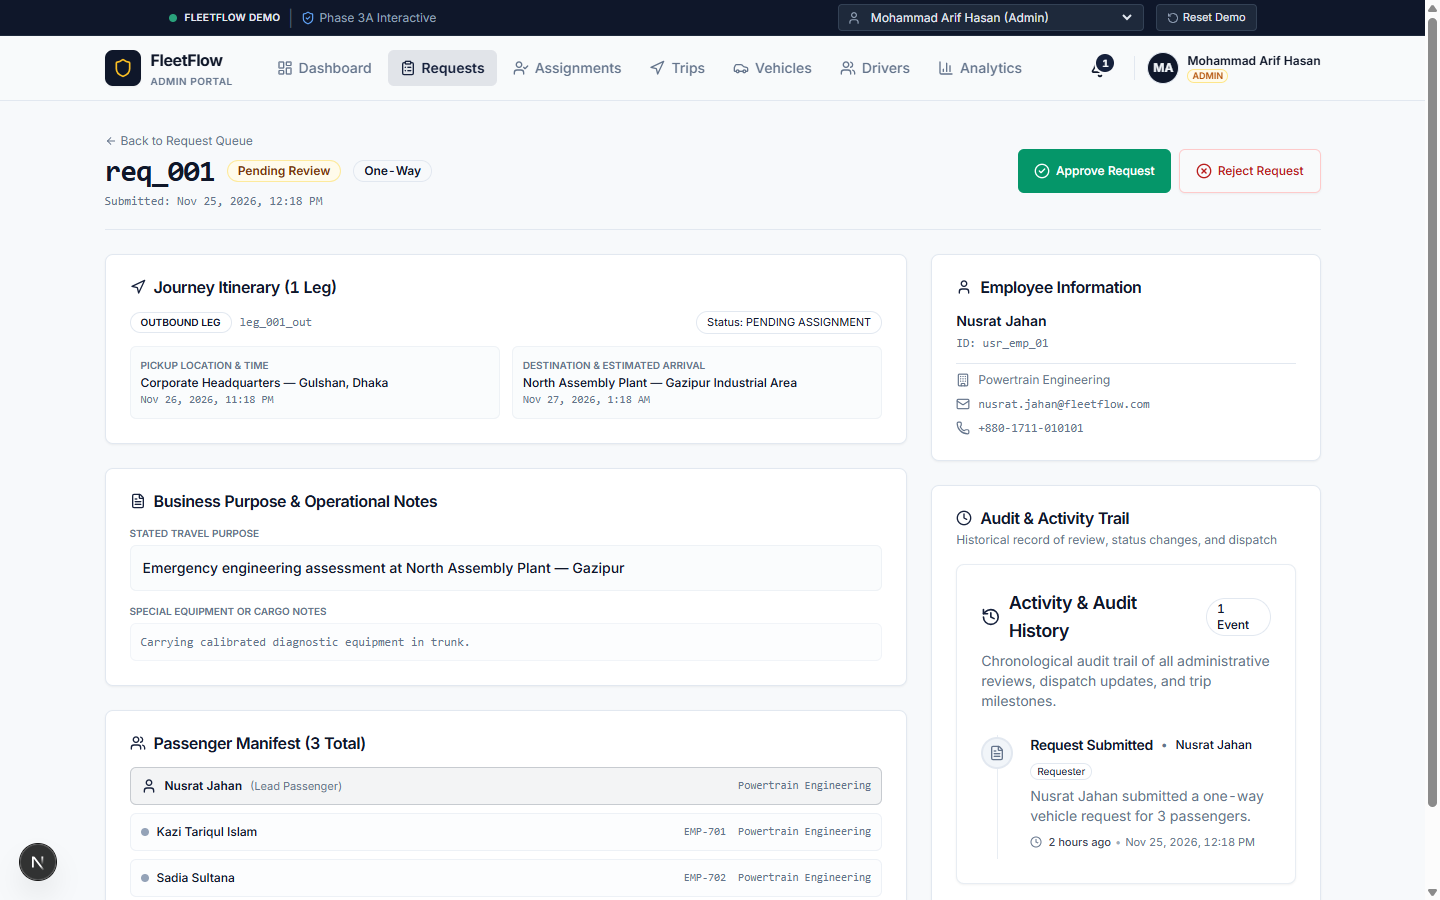 FLEETFLOW DEMO
Phase 3A Interactive
Mohammad Arif Hasan (Admin)
Reset Demo
FleetFlow
ADMIN PORTAL
Dashboard
Requests
Assignments
Trips
Vehicles
Drivers
Analytics
1
MA
Mohammad Arif Hasan
ADMIN
← Back to Request Queue
req_001
Pending Review
One-Way
Submitted: Nov 25, 2026, 12:18 PM
Approve Request
Reject Request
Journey Itinerary (1 Leg)
OUTBOUND LEG
leg_001_out
Status: PENDING ASSIGNMENT
PICKUP LOCATION & TIME
Corporate Headquarters — Gulshan, Dhaka
Nov 26, 2026, 11:18 PM
DESTINATION & ESTIMATED ARRIVAL
North Assembly Plant — Gazipur Industrial Area
Nov 27, 2026, 1:18 AM
Business Purpose & Operational Notes
STATED TRAVEL PURPOSE
Emergency engineering assessment at North Assembly Plant — Gazipur
SPECIAL EQUIPMENT OR CARGO NOTES
Carrying calibrated diagnostic equipment in trunk.
Passenger Manifest (3 Total)
Nusrat Jahan (Lead Passenger) Powertrain Engineering
Kazi Tariqul Islam EMP-701 Powertrain Engineering
Sadia Sultana EMP-702 Powertrain Engineering
Employee Information
Nusrat Jahan
ID: usr_emp_01
Powertrain Engineering
nusrat.jahan@fleetflow.com
+880-1711-010101
Audit & Activity Trail
Historical record of review, status changes, and dispatch
Activity & Audit
History
1
Event
Chronological audit trail of all administrative
reviews, dispatch updates, and trip
milestones.
Request Submitted • Nusrat Jahan
Requester
Nusrat Jahan submitted a one-way
vehicle request for 3 passengers.
2 hours ago • Nov 25, 2026, 12:18 PM
N